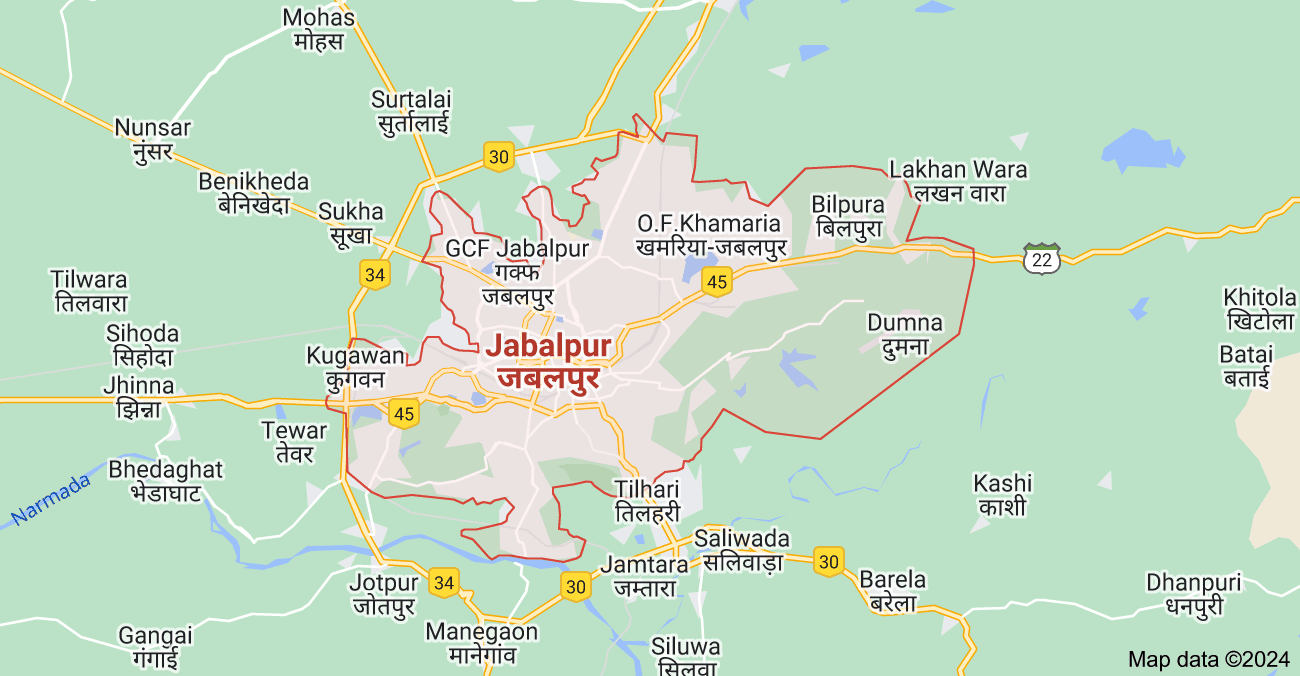 Mohas
मोहस
Surtalai
सुर्तालाई
Nunsar
नुंसर
30
Benikheda
बेनिखेदा
Lakhan Wara
लखन वारा
Sukha
सूखा
Bilpura
बिलपुरा
O.F.Khamaria
खमरिया-जबलपुर
GCF Jabalpur
गक्फ
जबलपुर
22
34
45
Tilwara
तिलवारा
Khitola
खिटोला
Dumna
दुमना
Sihoda
सिहोदा
Jabalpur
जबलपुर
Kugawan
कुगवन
Batai
बताई
Jhinna
झिन्ना
45
Tewar
तेवर
Bhedaghat
भेडाघाट
Narmada
Kashi
काशी
Tilhari
तिलहरी
Saliwada
सलिवाड़ा
Jamtara
जम्तारा
30
Jotpur
जोतपुर
34
30
Barela
बरेला
Dhanpuri
धनपुरी
Gangai
गंगाई
Manegaon
मानेगांव
Siluwa
सिलुवा
Map data ©2024